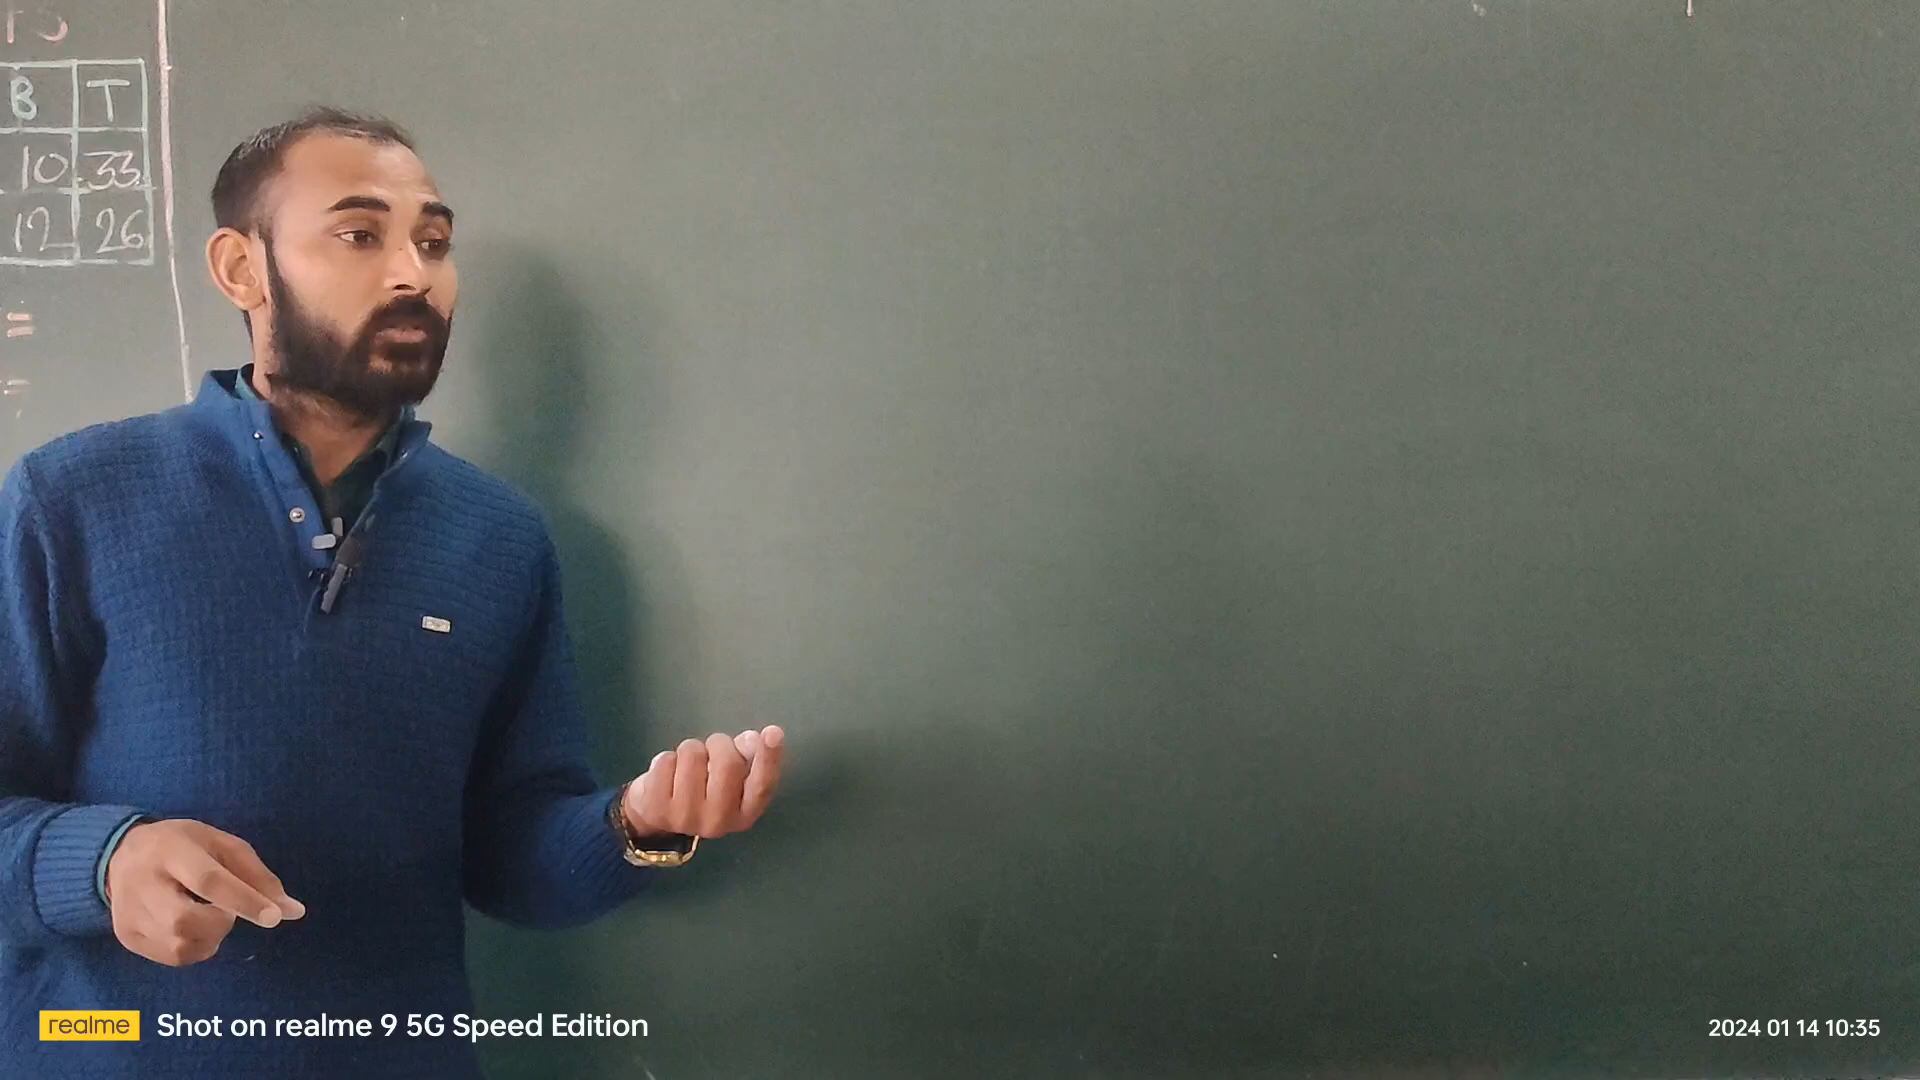 B T
10 33
12 26
=
=
realme Shot on realme 9 5G Speed Edition
2024 01 14 10:35